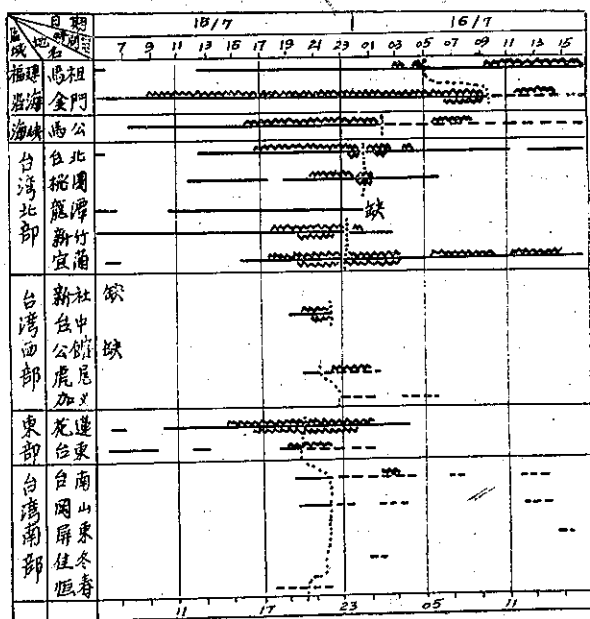 日期 15/7 16/7
區域 地名 時間 7 9 11 13 15 17 19 21 23 01 03 05 07 09 11 13 15
福建 馬祖
沿海 金門
海峽 馬公
台灣北部
台北
桃園
龍潭 缺
新竹
宜蘭
台灣西部
新社 缺
台中
公館 缺
虎尾
加义
東部
花蓮
台東
台灣南部
台南
岡山
屏東
佳冬
恒春
11 17 23 05 11